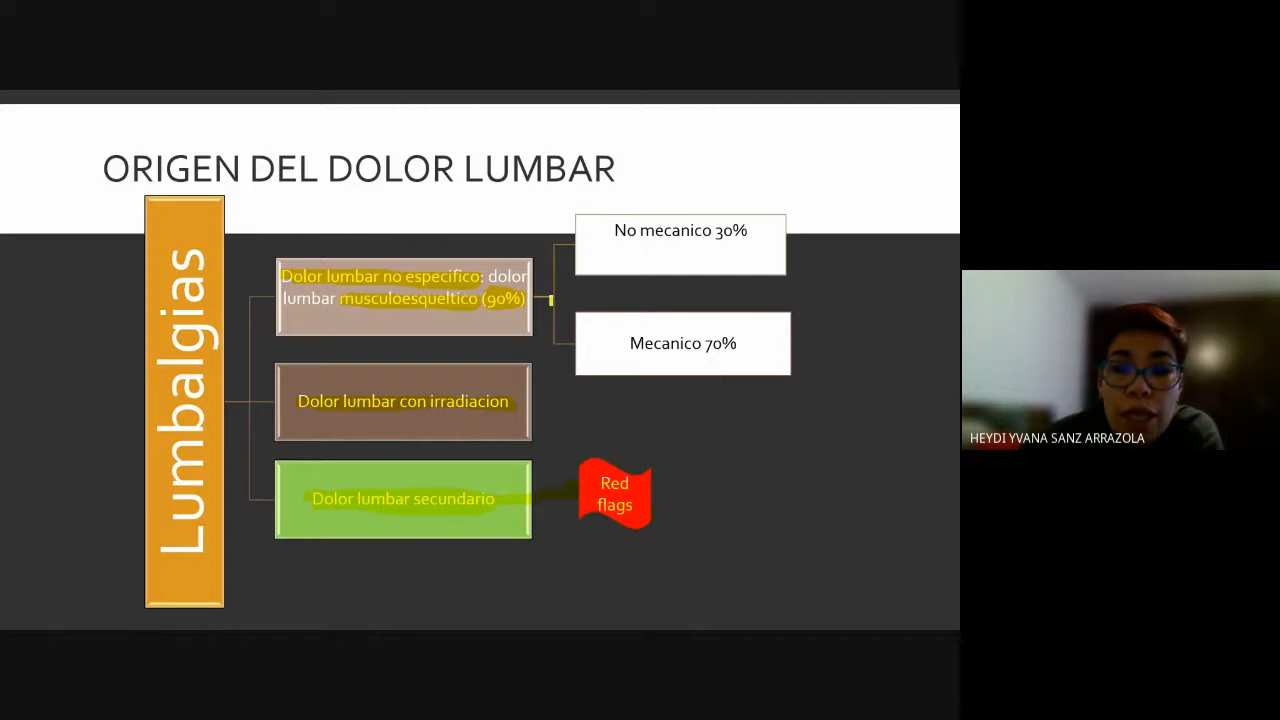 ORIGEN DEL DOLOR LUMBAR
Lumbalgias
Dolor lumbar no especifico: dolor
lumbar musculoesqueltico (90%)
No mecanico 30%
Mecanico 70%
Dolor lumbar con irradiacion
Dolor lumbar secundario
Red
flags
HEYDI YVANA SANZ ARRAZOLA